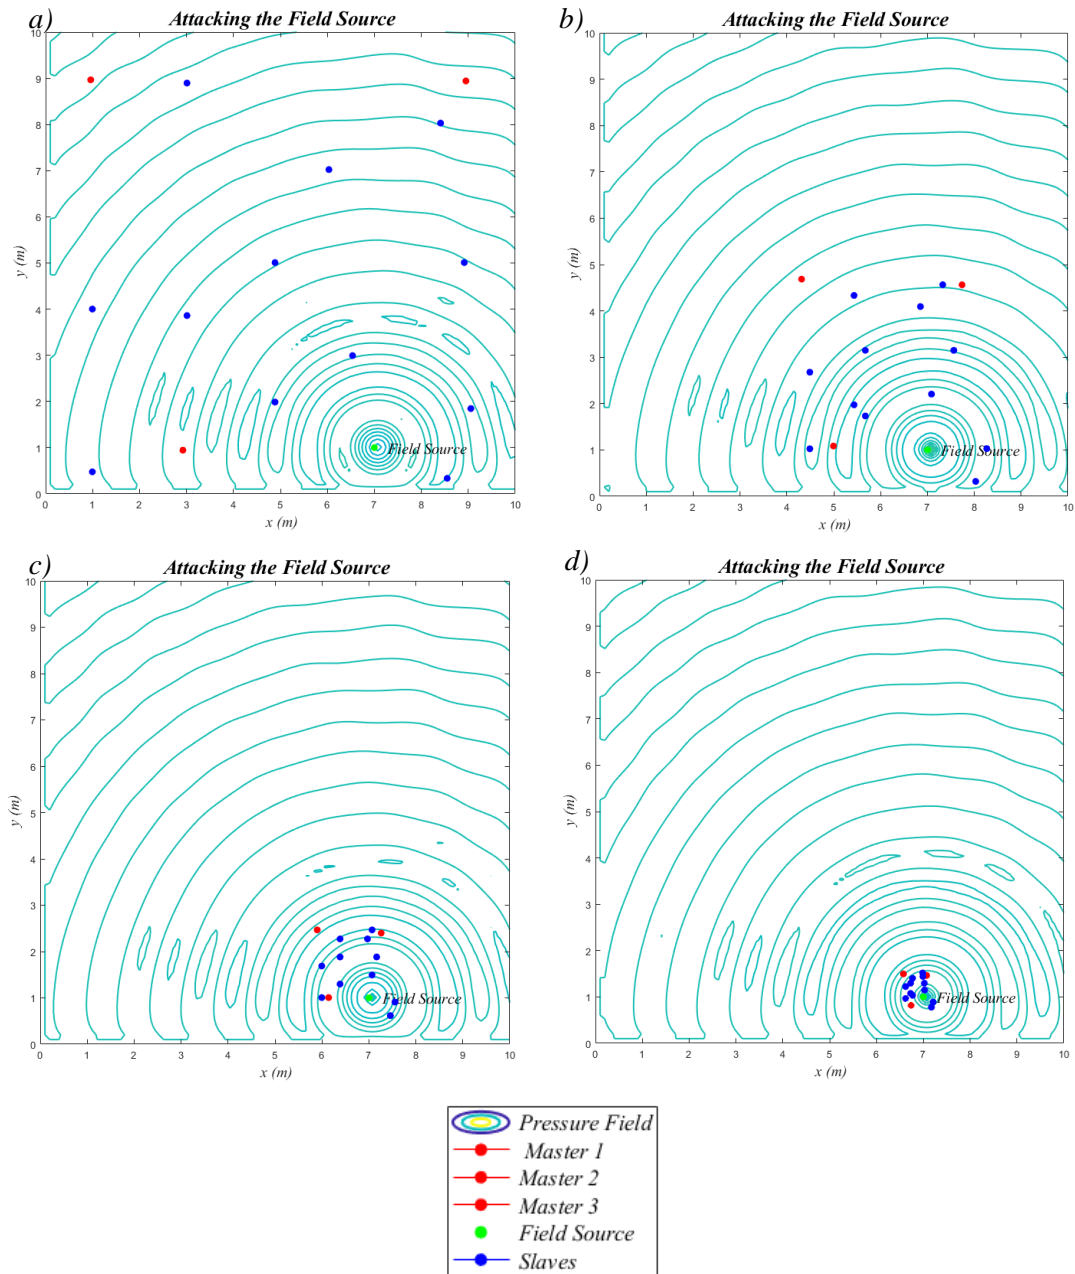 a)
Attacking the Field Source
10
9
8
7
6
5
4
3
2
1
0
y (m)
Field Source
0 1 2 3 4 5 6 7 8 9 10
x (m)
b)
Attacking the Field Source
10
9
8
7
6
5
4
3
2
1
0
y (m)
Field Source
0 1 2 3 4 5 6 7 8 9 10
x (m)
c)
Attacking the Field Source
10
9
8
7
6
5
4
3
2
1
0
y (m)
Field Source
0 1 2 3 4 5 6 7 8 9 10
x (m)
d)
Attacking the Field Source
10
9
8
7
6
5
4
3
2
1
0
y (m)
Field Source
0 1 2 3 4 5 6 7 8 9 10
x (m)
Pressure Field
Master 1
Master 2
Master 3
Field Source
Slaves